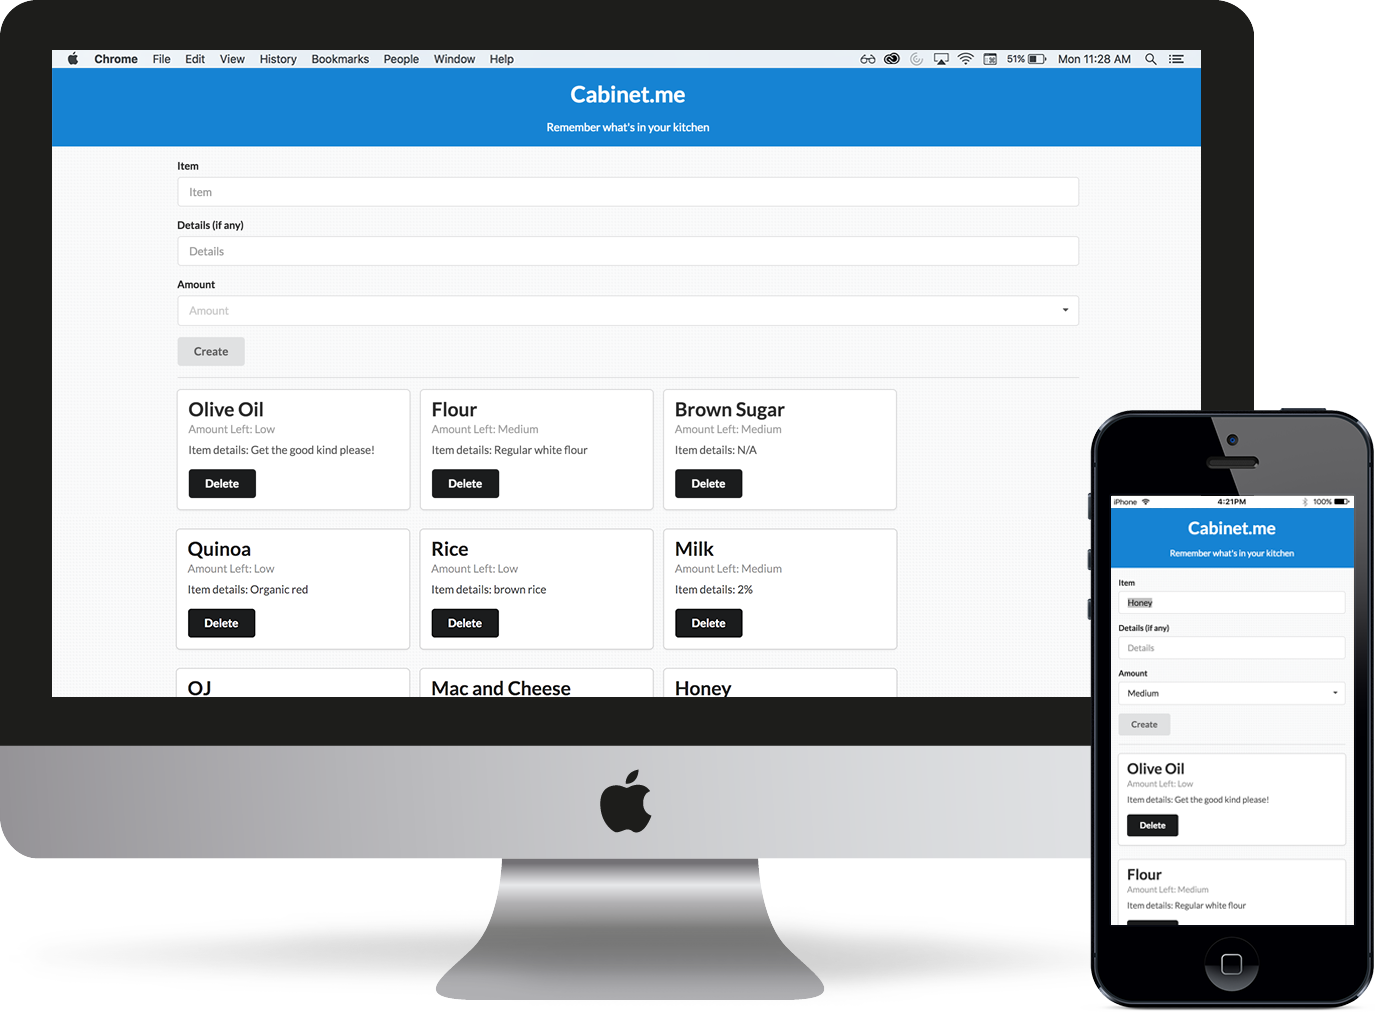 Chrome File Edit View History Bookmarks People Window Help 51% Mon 11:28 AM
Cabinet.me
Remember what's in your kitchen
Item
Item
Details (if any)
Details
Amount
Amount
Create
Olive Oil
Amount Left: Low
Item details: Get the good kind please!
Delete
Flour
Amount Left: Medium
Item details: Regular white flour
Delete
Brown Sugar
Amount Left: Medium
Item details: N/A
Delete
Quinoa
Amount Left: Low
Item details: Organic red
Delete
Rice
Amount Left: Low
Item details: brown rice
Delete
Milk
Amount Left: Medium
Item details: 2%
Delete
OJ
Mac and Cheese
Honey
iPhone 4:21PM 100%
Cabinet.me
Remember what's in your kitchen
Item
Honey
Details (if any)
Details
Amount
Medium
Create
Olive Oil
Amount Left: Low
Item details: Get the good kind please!
Delete
Flour
Amount Left: Medium
Item details: Regular white flour